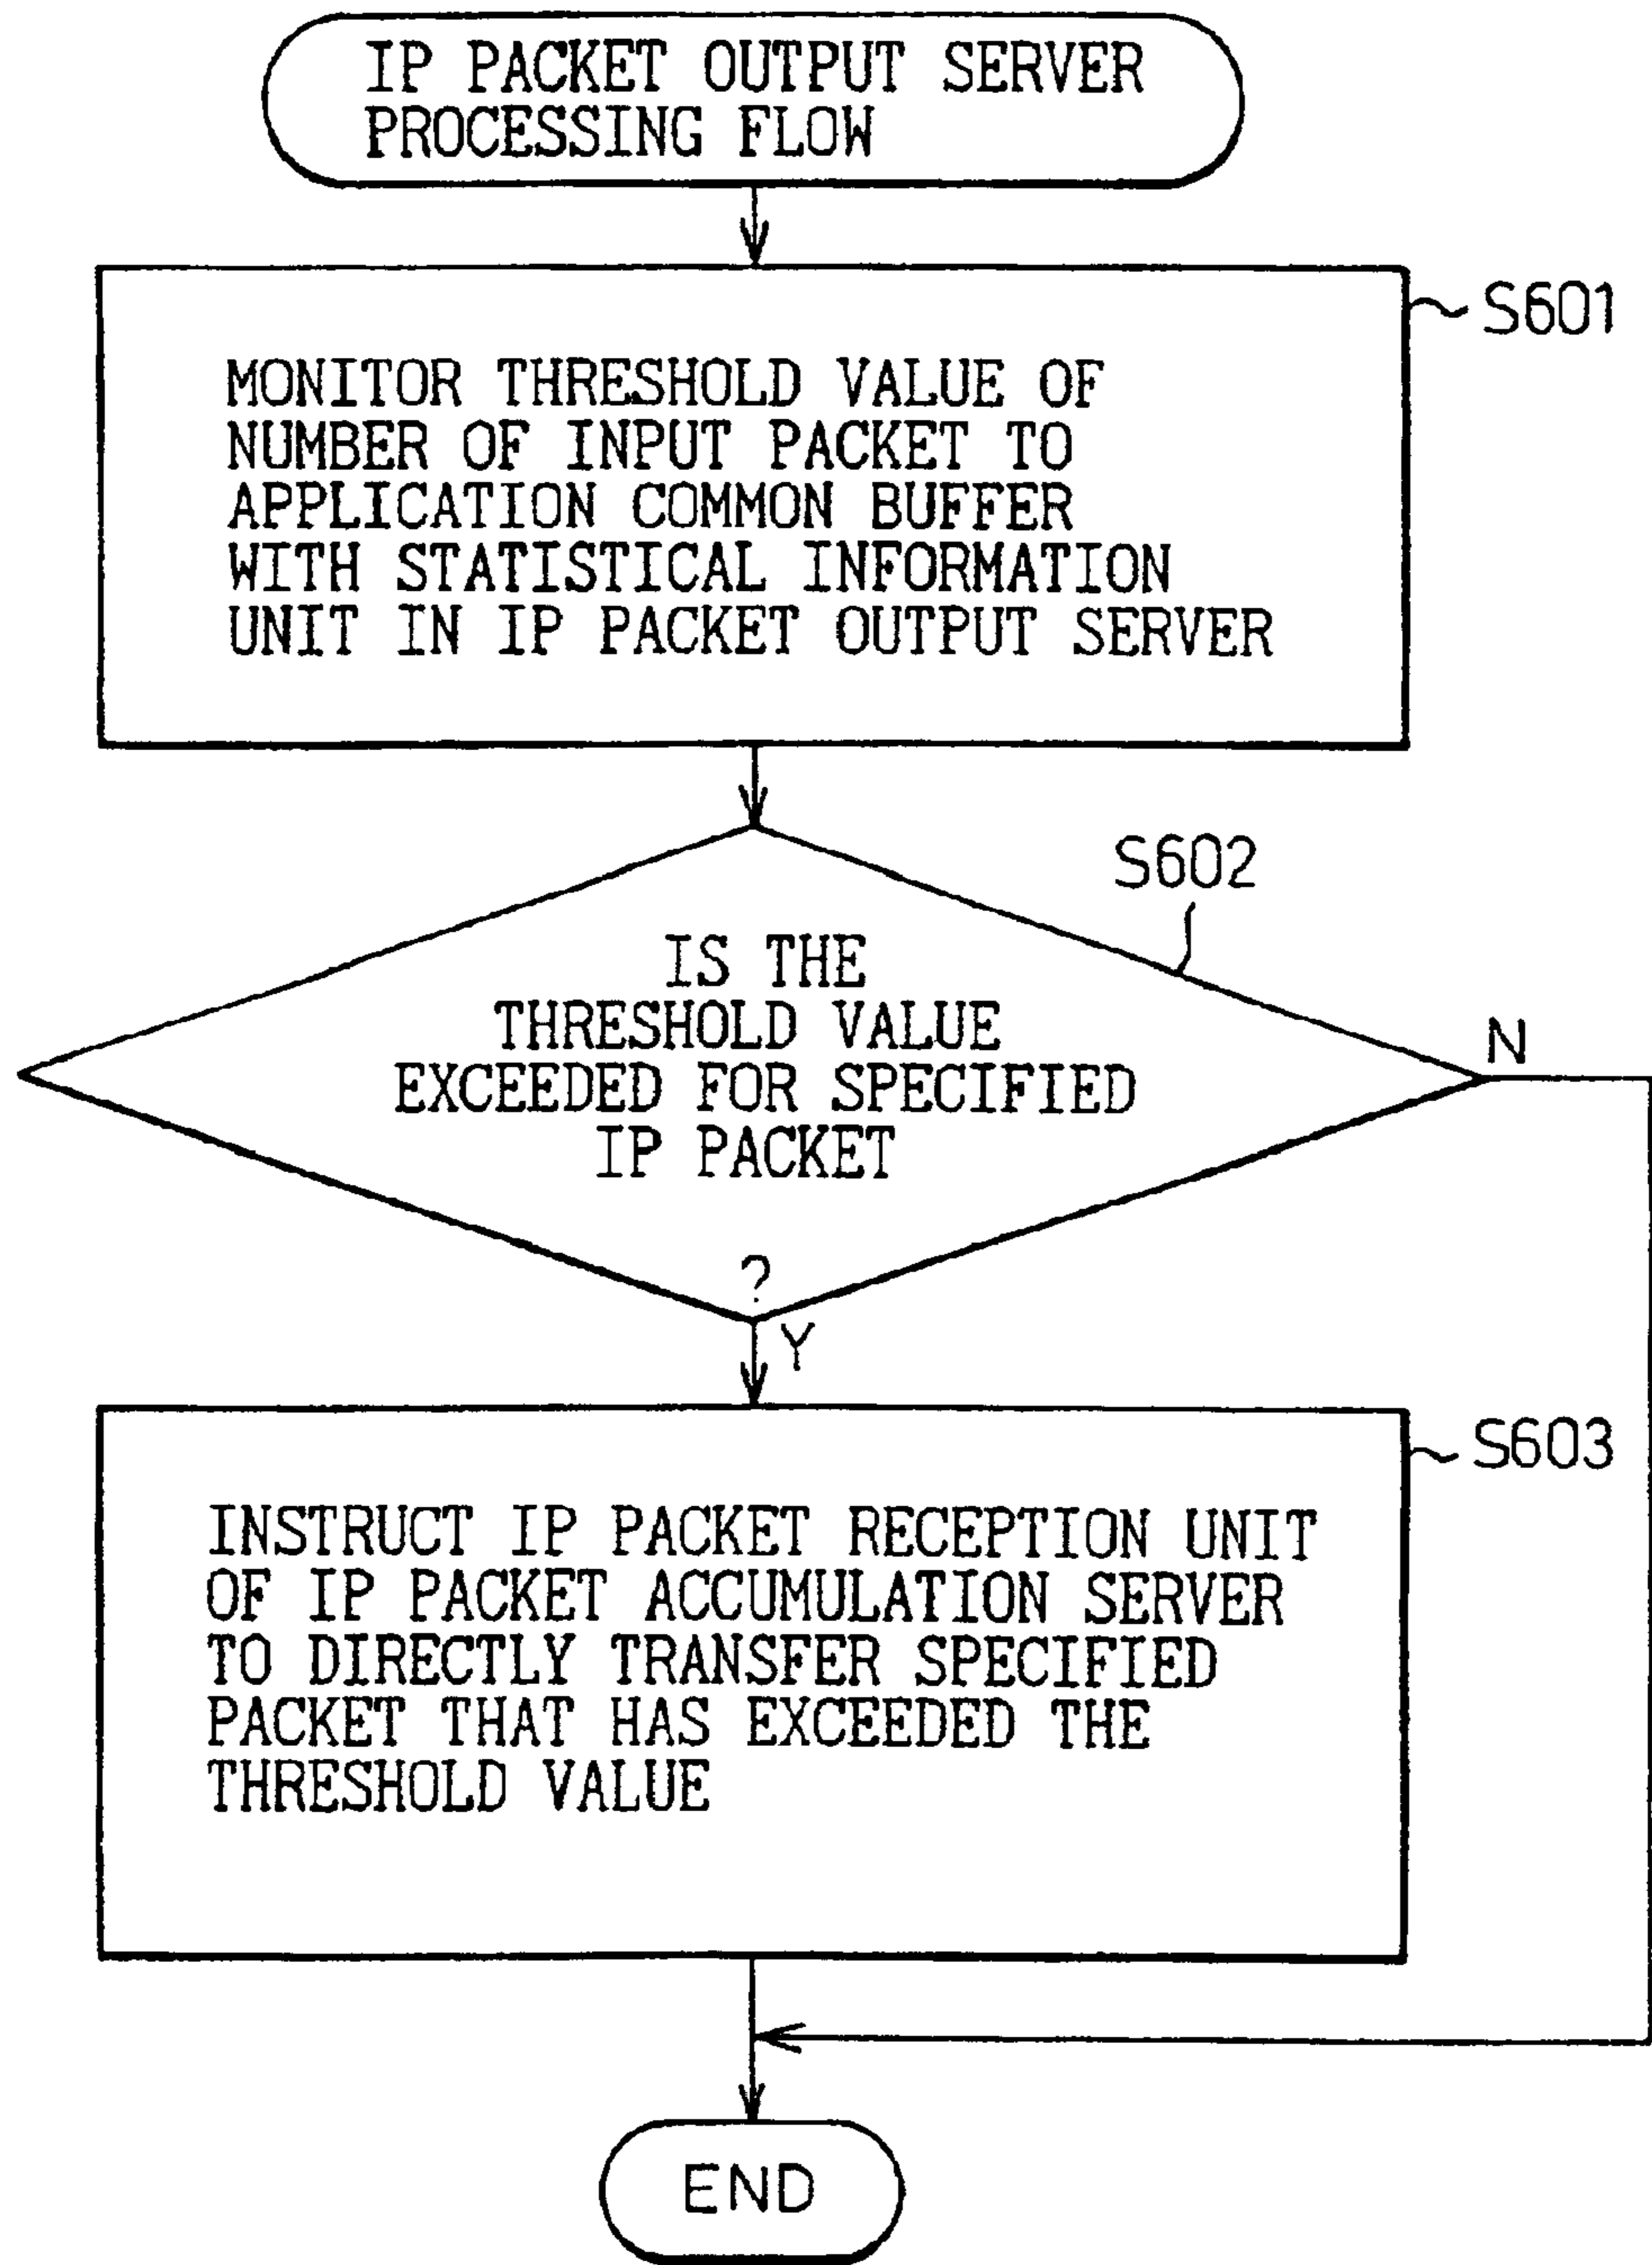 IP PACKET OUTPUT SERVER
PROCESSING FLOW
S601
MONITOR THRESHOLD VALUE OF
NUMBER OF INPUT PACKET TO
APPLICATION COMMON BUFFER
WITH STATISTICAL INFORMATION
UNIT IN IP PACKET OUTPUT SERVER
S602
IS THE
THRESHOLD VALUE
EXCEEDED FOR SPECIFIED
IP PACKET
?
N
Y
S603
INSTRUCT IP PACKET RECEPTION UNIT
OF IP PACKET ACCUMULATION SERVER
TO DIRECTLY TRANSFER SPECIFIED
PACKET THAT HAS EXCEEDED THE
THRESHOLD VALUE
END